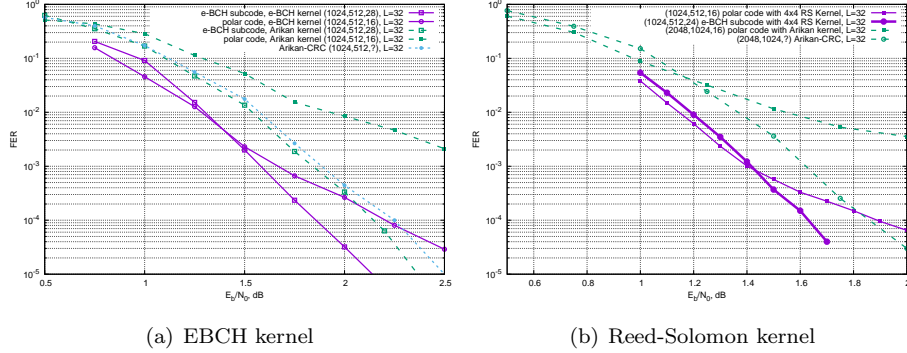 e-BCH subcode, e-BCH kernel (1024,512,28), L=32
polar code, e-BCH kernel (1024,512,16), L=32
e-BCH subcode, Arikan kernel (1024,512,28), L=32
polar code, Arikan kernel (1024,512,16), L=32
Arikan-CRC (1024,512,?), L=32
FER
10^0
10^-1
10^-2
10^-3
10^-4
10^-5
0.5 1 1.5 2 2.5
E_b/N_0, dB
(a) EBCH kernel
(1024,512,16) polar code with 4x4 RS Kernel, L=32
(1024,512,24) e-BCH subcode with 4x4 RS Kernel, L=32
(2048,1024,16) polar code with Arikan kernel, L=32
(2048,1024,?) Arikan-CRC, L=32
FER
10^0
10^-1
10^-2
10^-3
10^-4
10^-5
0.6 0.8 1 1.2 1.4 1.6 1.8 2
E_b/N_0, dB
(b) Reed-Solomon kernel